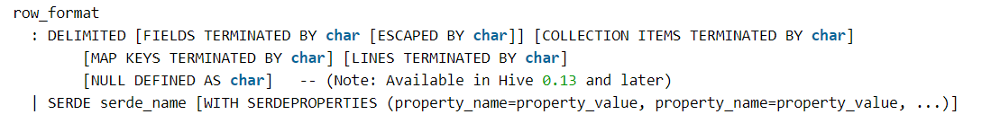 row_format
  : DELIMITED [FIELDS TERMINATED BY char [ESCAPED BY char]] [COLLECTION ITEMS TERMINATED BY char]
        [MAP KEYS TERMINATED BY char] [LINES TERMINATED BY char]
        [NULL DEFINED AS char]   -- (Note: Available in Hive 0.13 and later)
  | SERDE serde_name [WITH SERDEPROPERTIES (property_name=property_value, property_name=property_value, ...)]